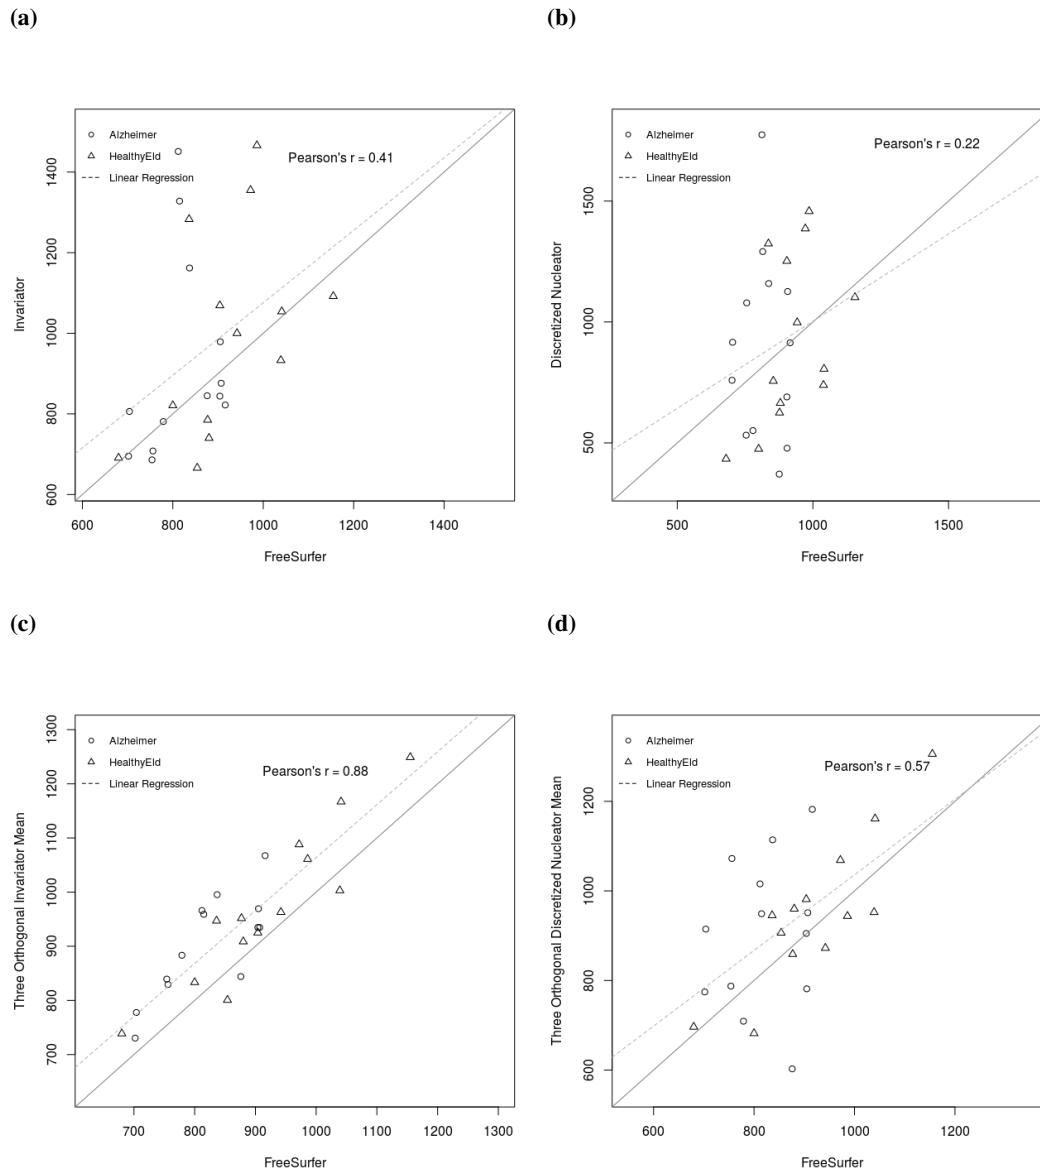 (a)
(b)
Alzheimer
HealthyEld
Linear Regression
Pearson's r = 0.41
Invariator
600 800 1000 1200 1400
600 800 1000 1200 1400
FreeSurfer
Alzheimer
HealthyEld
Linear Regression
Pearson's r = 0.22
Discretized Nucleator
500 1000 1500
500 1000 1500
FreeSurfer
(c)
(d)
Alzheimer
HealthyEld
Linear Regression
Pearson's r = 0.88
Three Orthogonal Invariator Mean
700 800 900 1000 1100 1200 1300
700 800 900 1000 1100 1200 1300
FreeSurfer
Alzheimer
HealthyEld
Linear Regression
Pearson's r = 0.57
Three Orthogonal Discretized Nucleator Mean
600 800 1000 1200
600 800 1000 1200
FreeSurfer